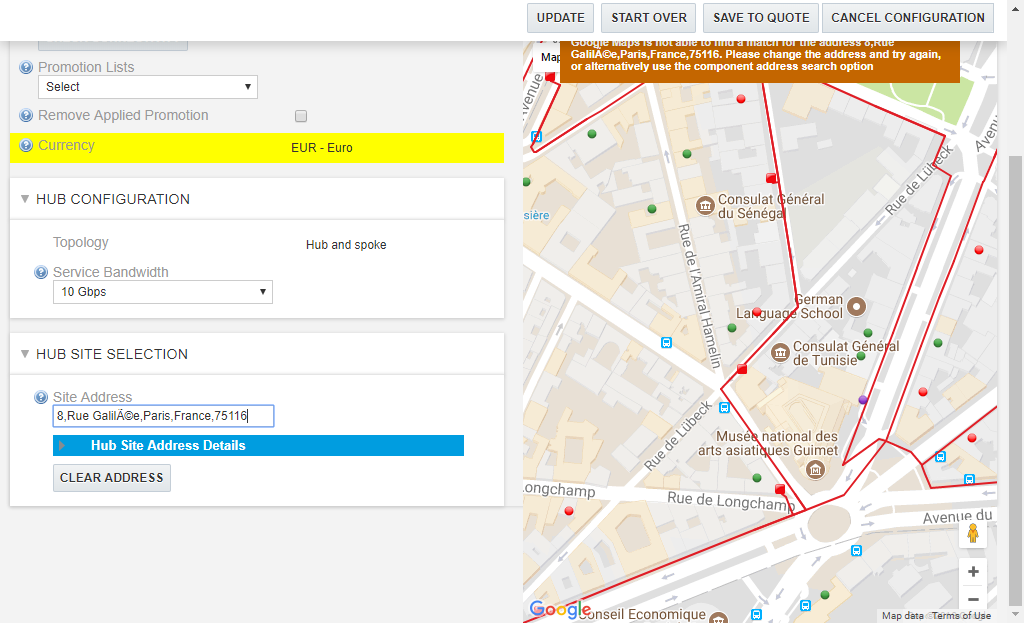 UPDATE
START OVER
SAVE TO QUOTE
CANCEL CONFIGURATION
Promotion Lists
Select
Remove Applied Promotion
Currency
EUR - Euro
HUB CONFIGURATION
Topology
Hub and spoke
Service Bandwidth
10 Gbps
HUB SITE SELECTION
Site Address
8,Rue GalilÃ©e,Paris,France,75116
Hub Site Address Details
CLEAR ADDRESS
Google Maps is not able to find a match for the address 8,Rue
GalilÃ©e,Paris,France,75116. Please change the address and try again,
or alternatively use the component address search option
Map
Avenue
Avenu
Rue de Lübeck
Consulat Général
du Sénégal
sière
Rue de l'Amiral Hamelin
German
Language School
Consulat Général
de Tunisie
Rue de Lübeck
Musée national des
arts asiatiques Guimet
Longchamp
Rue de Longchamp
Avenue du
Google
Conseil Economique
Map data
Terms of Use